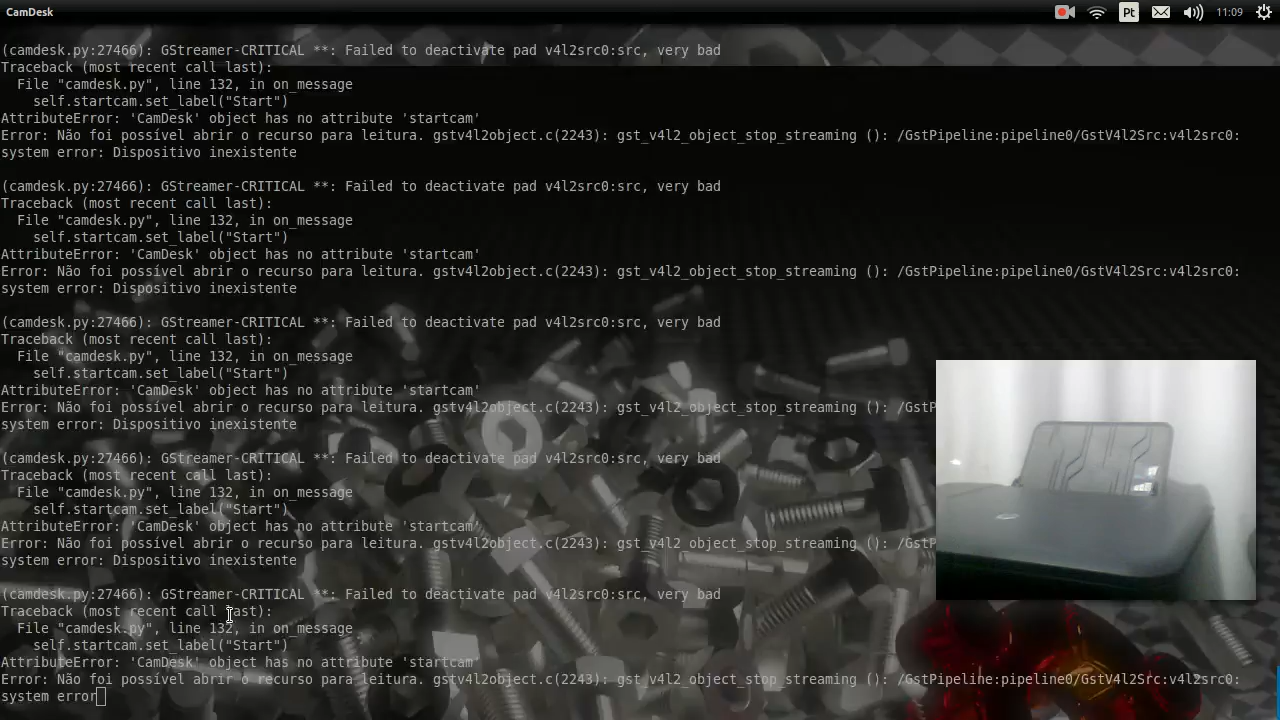 CamDesk
Pt
11:09
(camdesk.py:27466): GStreamer-CRITICAL **: Failed to deactivate pad v4l2src0:src, very bad
Traceback (most recent call last):
  File "camdesk.py", line 132, in on_message
    self.startcam.set_label("Start")
AttributeError: 'CamDesk' object has no attribute 'startcam'
Error: Não foi possível abrir o recurso para leitura. gstv4l2object.c(2243): gst_v4l2_object_stop_streaming (): /GstPipeline:pipeline0/GstV4l2Src:v4l2src0:
system error: Dispositivo inexistente
(camdesk.py:27466): GStreamer-CRITICAL **: Failed to deactivate pad v4l2src0:src, very bad
Traceback (most recent call last):
  File "camdesk.py", line 132, in on_message
    self.startcam.set_label("Start")
AttributeError: 'CamDesk' object has no attribute 'startcam'
Error: Não foi possível abrir o recurso para leitura. gstv4l2object.c(2243): gst_v4l2_object_stop_streaming (): /GstPipeline:pipeline0/GstV4l2Src:v4l2src0:
system error: Dispositivo inexistente
(camdesk.py:27466): GStreamer-CRITICAL **: Failed to deactivate pad v4l2src0:src, very bad
Traceback (most recent call last):
  File "camdesk.py", line 132, in on_message
    self.startcam.set_label("Start")
AttributeError: 'CamDesk' object has no attribute 'startcam'
Error: Não foi possível abrir o recurso para leitura. gstv4l2object.c(2243): gst_v4l2_object_stop_streaming (): /GstP
system error: Dispositivo inexistente
(camdesk.py:27466): GStreamer-CRITICAL **: Failed to deactivate pad v4l2src0:src, very bad
Traceback (most recent call last):
  File "camdesk.py", line 132, in on_message
    self.startcam.set_label("Start")
AttributeError: 'CamDesk' object has no attribute 'startcam'
Error: Não foi possível abrir o recurso para leitura. gstv4l2object.c(2243): gst_v4l2_object_stop_streaming (): /GstP
system error: Dispositivo inexistente
(camdesk.py:27466): GStreamer-CRITICAL **: Failed to deactivate pad v4l2src0:src, very bad
Traceback (most recent call last):
  File "camdesk.py", line 132, in on_message
    self.startcam.set_label("Start")
AttributeError: 'CamDesk' object has no attribute 'startcam'
Error: Não foi possível abrir o recurso para leitura. gstv4l2object.c(2243): gst_v4l2_object_stop_streaming (): /GstPipeline:pipeline0/GstV4l2Src:v4l2src0:
system error